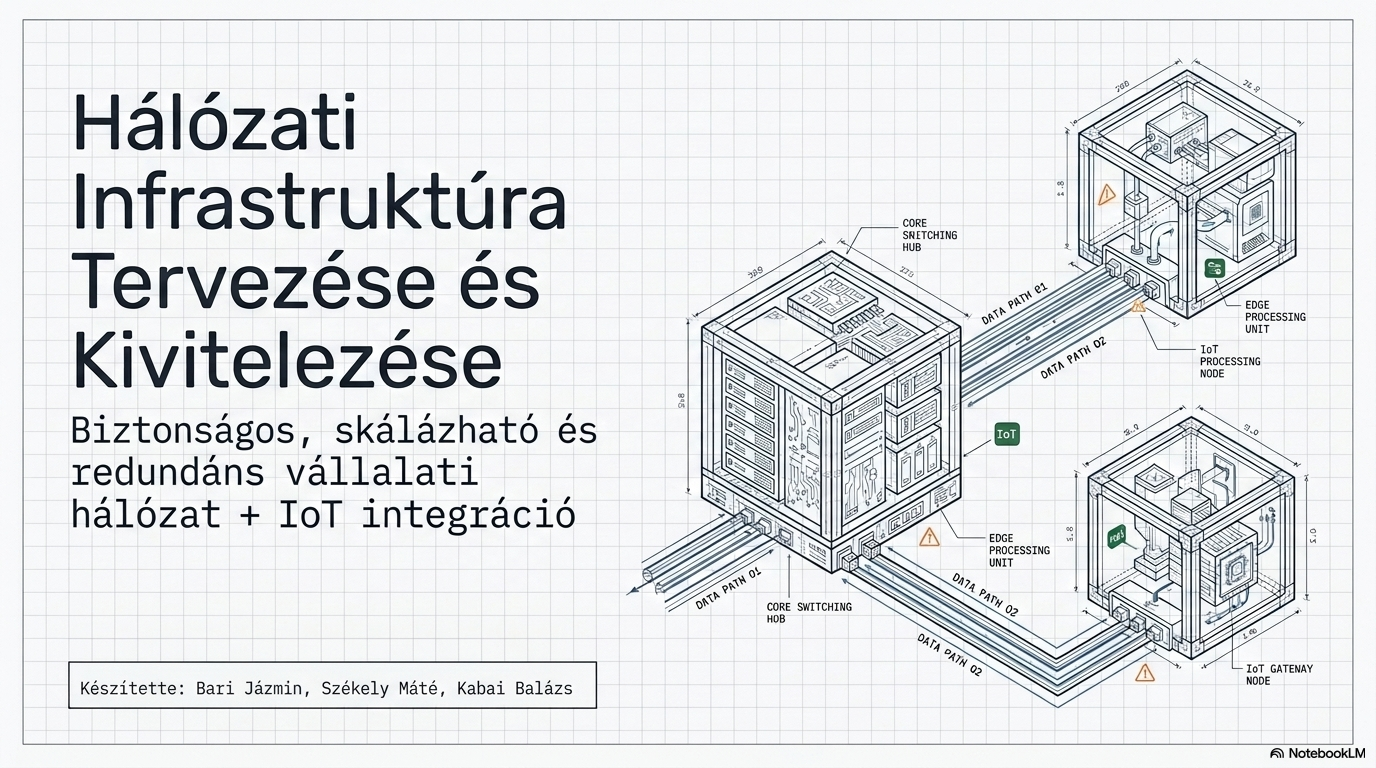 Hálózati
Infrastruktúra
Tervezése és
Kivitelezése
Biztonságos, skálázható és
redundáns vállalati
hálózat + IoT integráció
Készítette: Bari Jázmin, Székely Máté, Kabai Balázs
CORE
SWITCHING
HUB
DATA PATH 01
DATA PATH 02
EDGE
PROCESSING
UNIT
IoT
PROCESSING
NODE
IoT
EDGE
PROCESSING
UNIT
DATA PATH 01
CORE SWITCHING
HOB
DATA PATH 02
DATA PATH 02
IoT GATENAY
NODE
NotebookLM